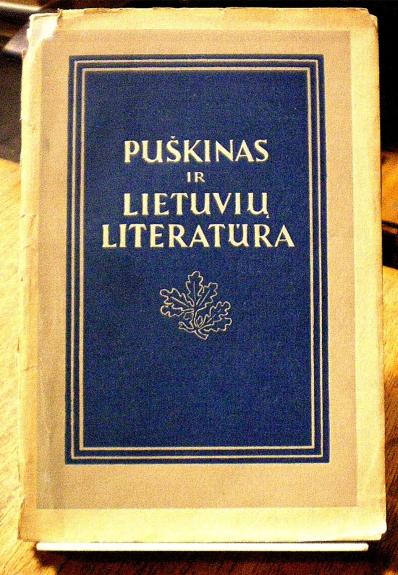 PUŠKINAS
IR
LIETUVIŲ
LITERATŪRA